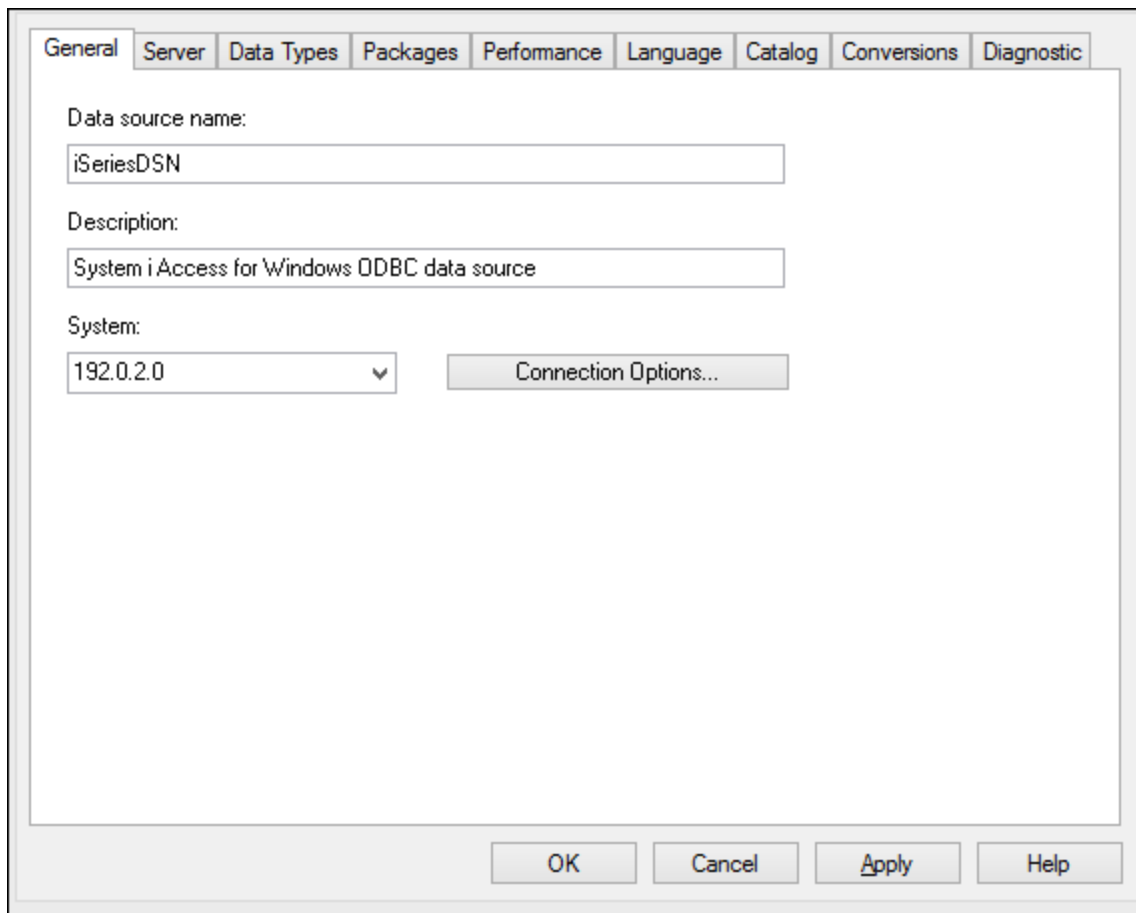 General Server Data Types Packages Performance Language Catalog Conversions Diagnostic
Data source name:
iSeriesDSN
Description:
System i Access for Windows ODBC data source
System:
192.0.2.0 Connection Options...
OK Cancel Apply Help